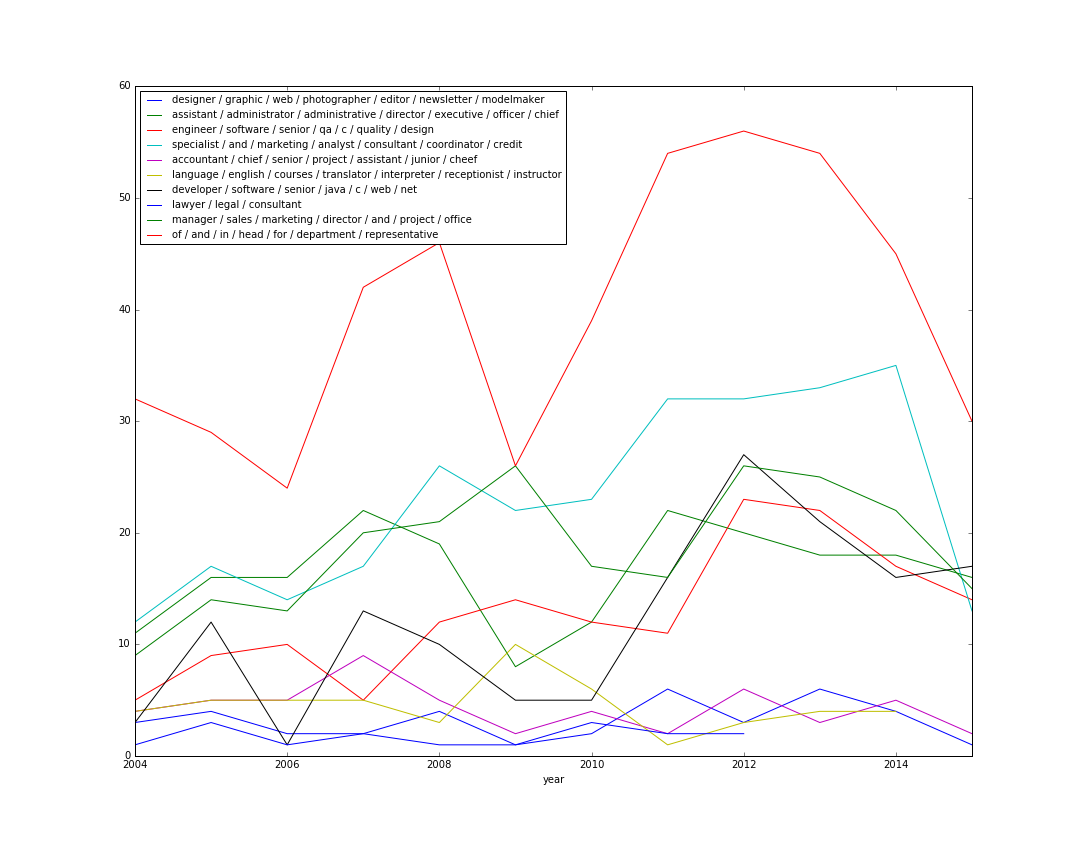 60
designer / graphic / web / photographer / editor / newsletter / modelmaker
assistant / administrator / administrative / director / executive / officer / chief
engineer / software / senior / qa / c / quality / design
specialist / and / marketing / analyst / consultant / coordinator / credit
accountant / chief / senior / project / assistant / junior / cheef
language / english / courses / translator / interpreter / receptionist / instructor
developer / software / senior / java / c / web / net
lawyer / legal / consultant
manager / sales / marketing / director / and / project / office
of / and / in / head / for / department / representative
50
40
30
20
10
0
2004 2006 2008 2010 2012 2014
year